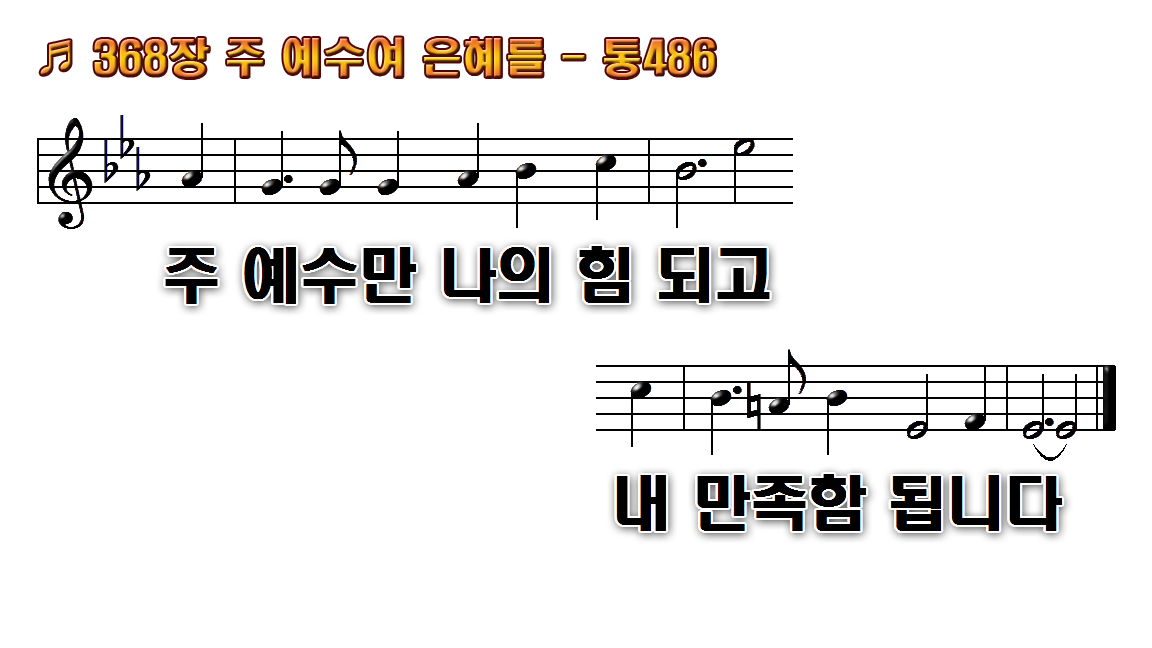 ♬ 368장 주 예수여 은혜를 - 통486
주 예수만 나의 힘 되고
내 만족함 됩니다